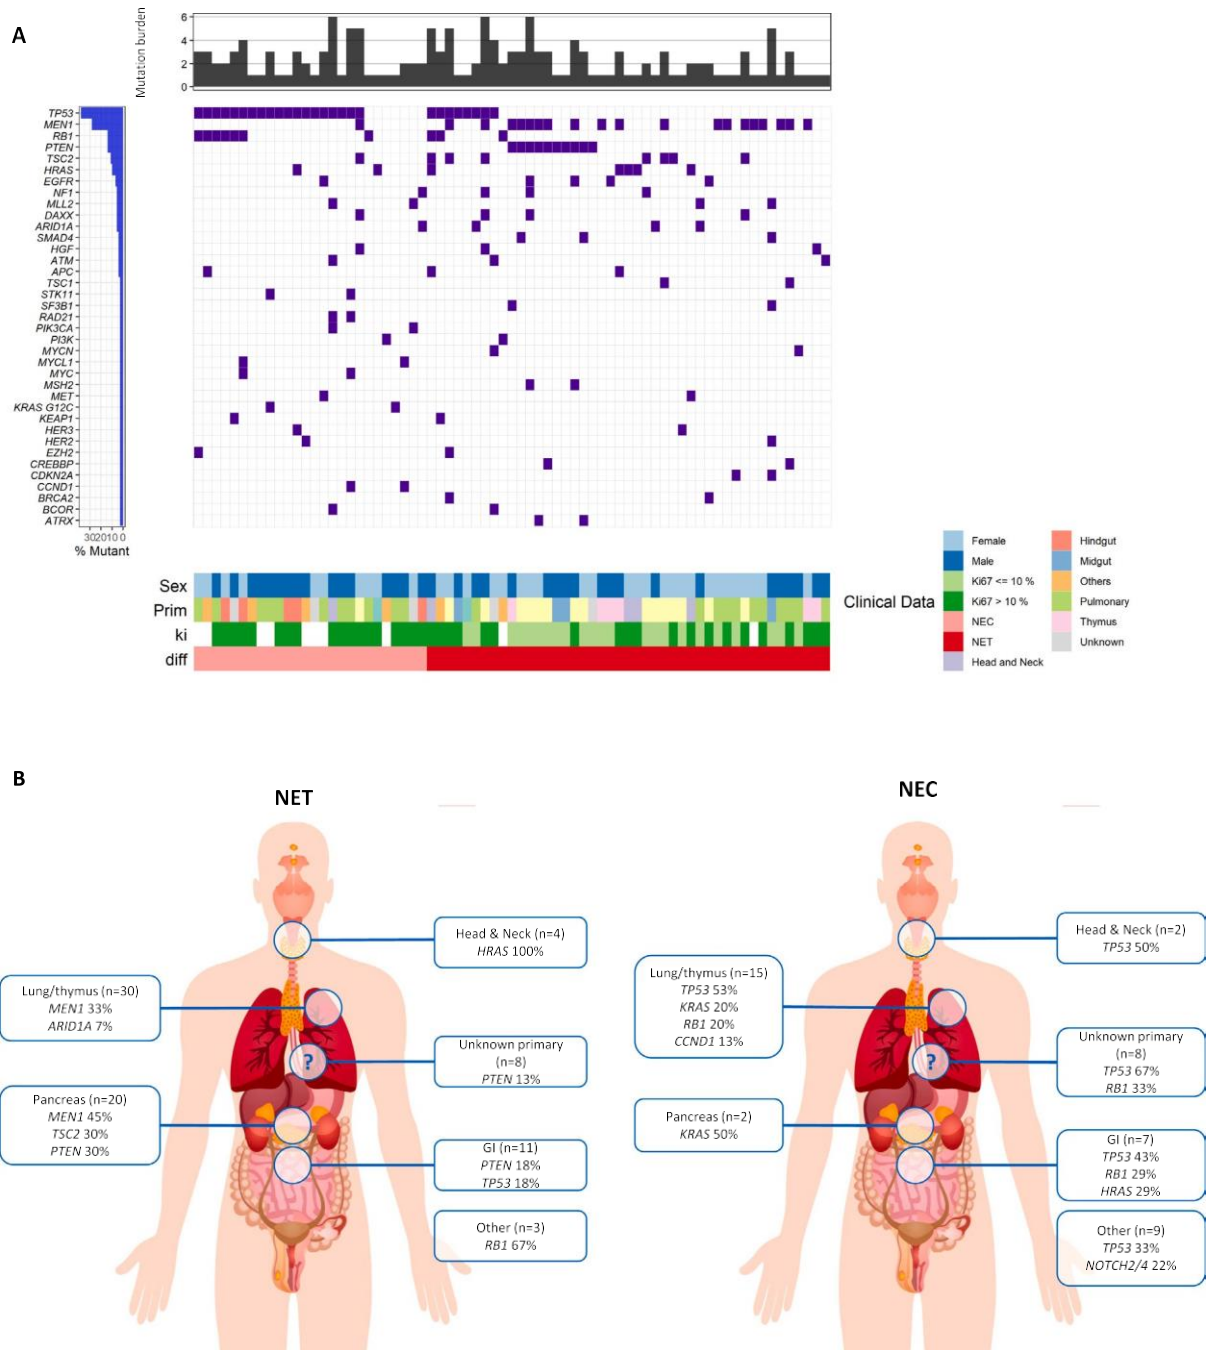 A
Mutation burden
6
4
2
0
TP53
MEN1
RB1
PTEN
TSC2
HRAS
EGFR
NF1
MLL2
DAXX
ARID1A
SMAD4
HGF
ATM
APC
TSC1
STK11
SF3B1
RAD21
PIK3CA
PI3K
MYCN
MYCL1
MYC
MSH2
MET
KRAS G12C
KEAP1
HER3
HER2
EZH2
CREBBP
CDKN2A
CCND1
BRCA2
BCOR
ATRX
302010 0
% Mutant
Sex
Prim
ki
diff
Clinical Data
Female
Male
Ki67 <= 10 %
Ki67 > 10 %
NEC
NET
Head and Neck
Hindgut
Midgut
Others
Pulmonary
Thymus
Unknown
B
NET
Head & Neck (n=4)
HRAS 100%
Lung/thymus (n=30)
MEN1 33%
ARID1A 7%
?
Unknown primary
(n=8)
PTEN 13%
Pancreas (n=20)
MEN1 45%
TSC2 30%
PTEN 30%
GI (n=11)
PTEN 18%
TP53 18%
Other (n=3)
RB1 67%
NEC
Head & Neck (n=2)
TP53 50%
Lung/thymus (n=15)
TP53 53%
KRAS 20%
RB1 20%
CCND1 13%
?
Unknown primary
(n=8)
TP53 67%
RB1 33%
Pancreas (n=2)
KRAS 50%
GI (n=7)
TP53 43%
RB1 29%
HRAS 29%
Other (n=9)
TP53 33%
NOTCH2/4 22%